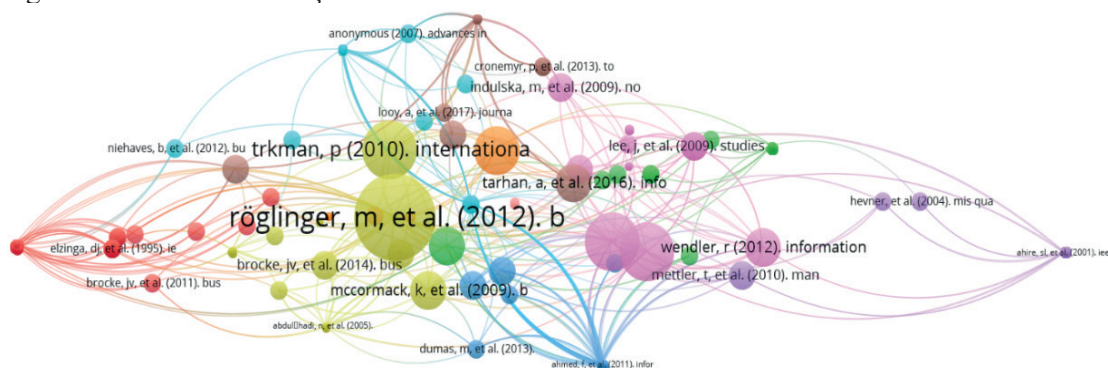 anonymous (2007). advances in
cronemyr, p, et al. (2013). to
indulska, m, et al. (2009). no
looy, a, et al. (2017). journa
niehaves, b, et al. (2012). bu
trkman, p (2010). internationa
lee, j, et al. (2009). studies
tarhan, a, et al. (2016). info
hevner, et al. (2004). mis qua
röglinger, m, et al. (2012). b
elzinga, dj, et al. (1995). ie
wendler, r (2012). information
ahire, sl, et al. (2001). iee
brocke, jv, et al. (2014). bus
mettler, t, et al. (2010). man
brocke, jv, et al. (2011). bus
mccormack, k, et al. (2009). b
abdul□hadi, n, et al. (2005).
dumas, m, et al. (2013).
ahmed, f, et al. (2011). infor